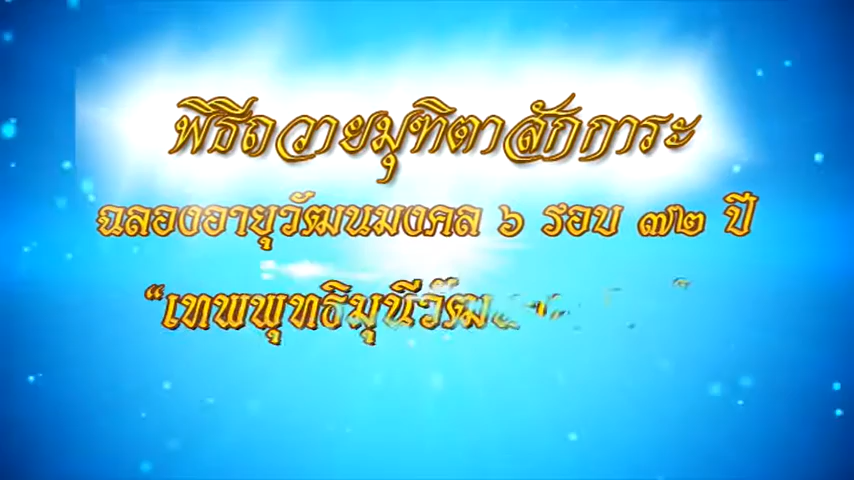 พิธีถวายมุฑิตาสักการะ
ฉลองอายุวัฒนมงคล ๖ รอบ ๗๒ ปี
“เทพพุทธิมุนีวัฒ